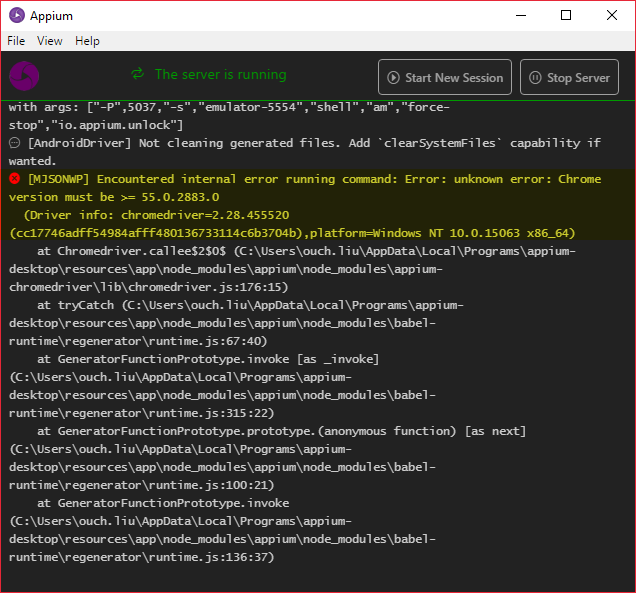 Appium
File View Help
The server is running
Start New Session
Stop Server
with args: ["-P",5037,"-s","emulator-5554","shell","am","force-
stop","io.appium.unlock"]
[AndroidDriver] Not cleaning generated files. Add `clearSystemFiles` capability if
wanted.
[MJSONWP] Encountered internal error running command: Error: unknown error: Chrome
version must be >= 55.0.2883.0
(Driver info: chromedriver=2.28.455520
(cc17746adff54984afff480136733114c6b3704b),platform=Windows NT 10.0.15063 x86_64)
at Chromedriver.callee$2$0$ (C:\Users\ouch.liu\AppData\Local\Programs\appium-
desktop\resources\app\node_modules\appium\node_modules\appium-
chromedriver\lib\chromedriver.js:176:15)
at tryCatch (C:\Users\ouch.liu\AppData\Local\Programs\appium-
desktop\resources\app\node_modules\appium\node_modules\babel-
runtime\regenerator\runtime.js:67:40)
at GeneratorFunctionPrototype.invoke [as _invoke]
(C:\Users\ouch.liu\AppData\Local\Programs\appium-
desktop\resources\app\node_modules\appium\node_modules\babel-
runtime\regenerator\runtime.js:315:22)
at GeneratorFunctionPrototype.prototype.(anonymous function) [as next]
(C:\Users\ouch.liu\AppData\Local\Programs\appium-
desktop\resources\app\node_modules\appium\node_modules\babel-
runtime\regenerator\runtime.js:100:21)
at GeneratorFunctionPrototype.invoke
(C:\Users\ouch.liu\AppData\Local\Programs\appium-
desktop\resources\app\node_modules\appium\node_modules\babel-
runtime\regenerator\runtime.js:136:37)